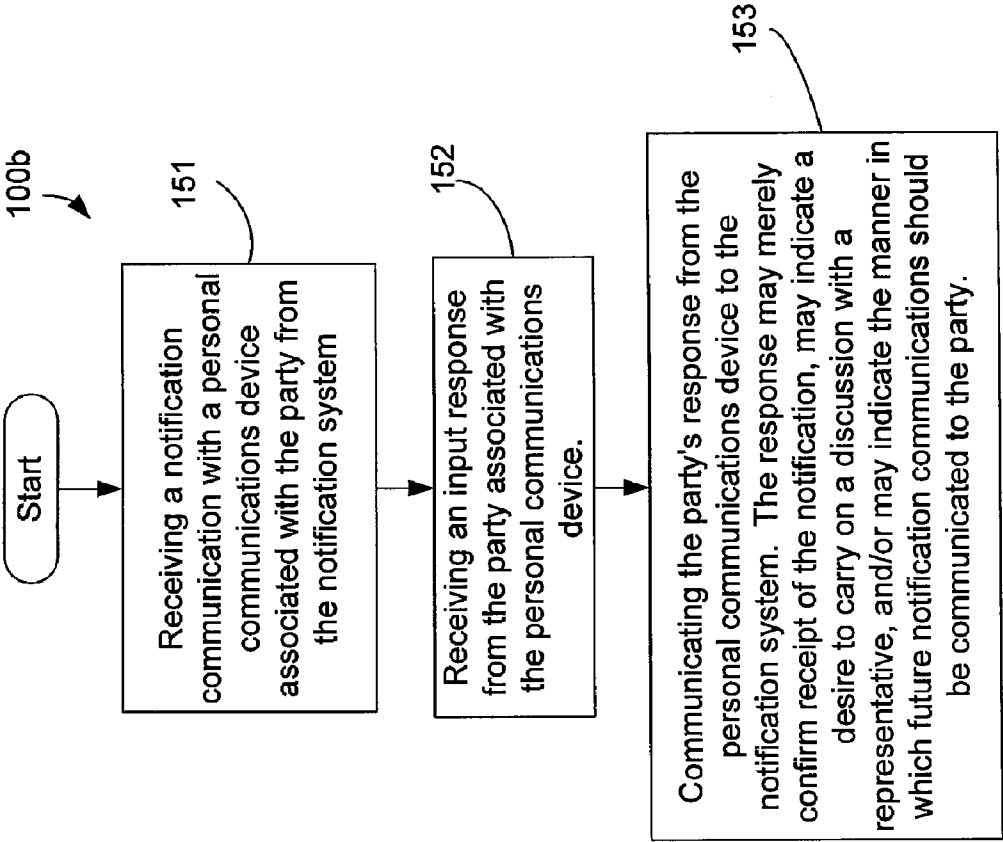 100b
Start
151
Receiving a notification
communication with a personal
communications device
associated with the party from
the notification system
152
Receiving an input response
from the party associated with
the personal communications
device.
153
Communicating the party's response from the
personal communications device to the
notification system.  The response may merely
confirm receipt of the notification, may indicate a
desire to carry on a discussion with a
representative, and/or may indicate the manner in
which future notification communications should
be communicated to the party.